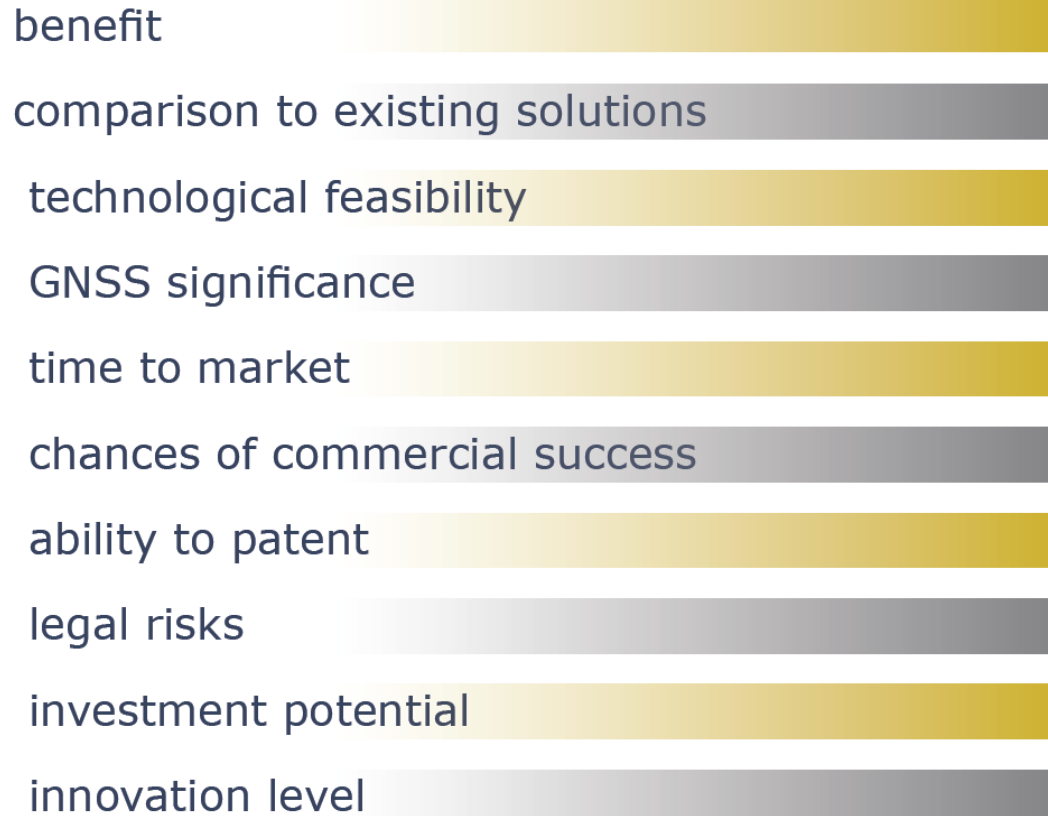 benefit
comparison to existing solutions
technological feasibility
GNSS significance
time to market
chances of commercial success
ability to patent
legal risks
investment potential
innovation level